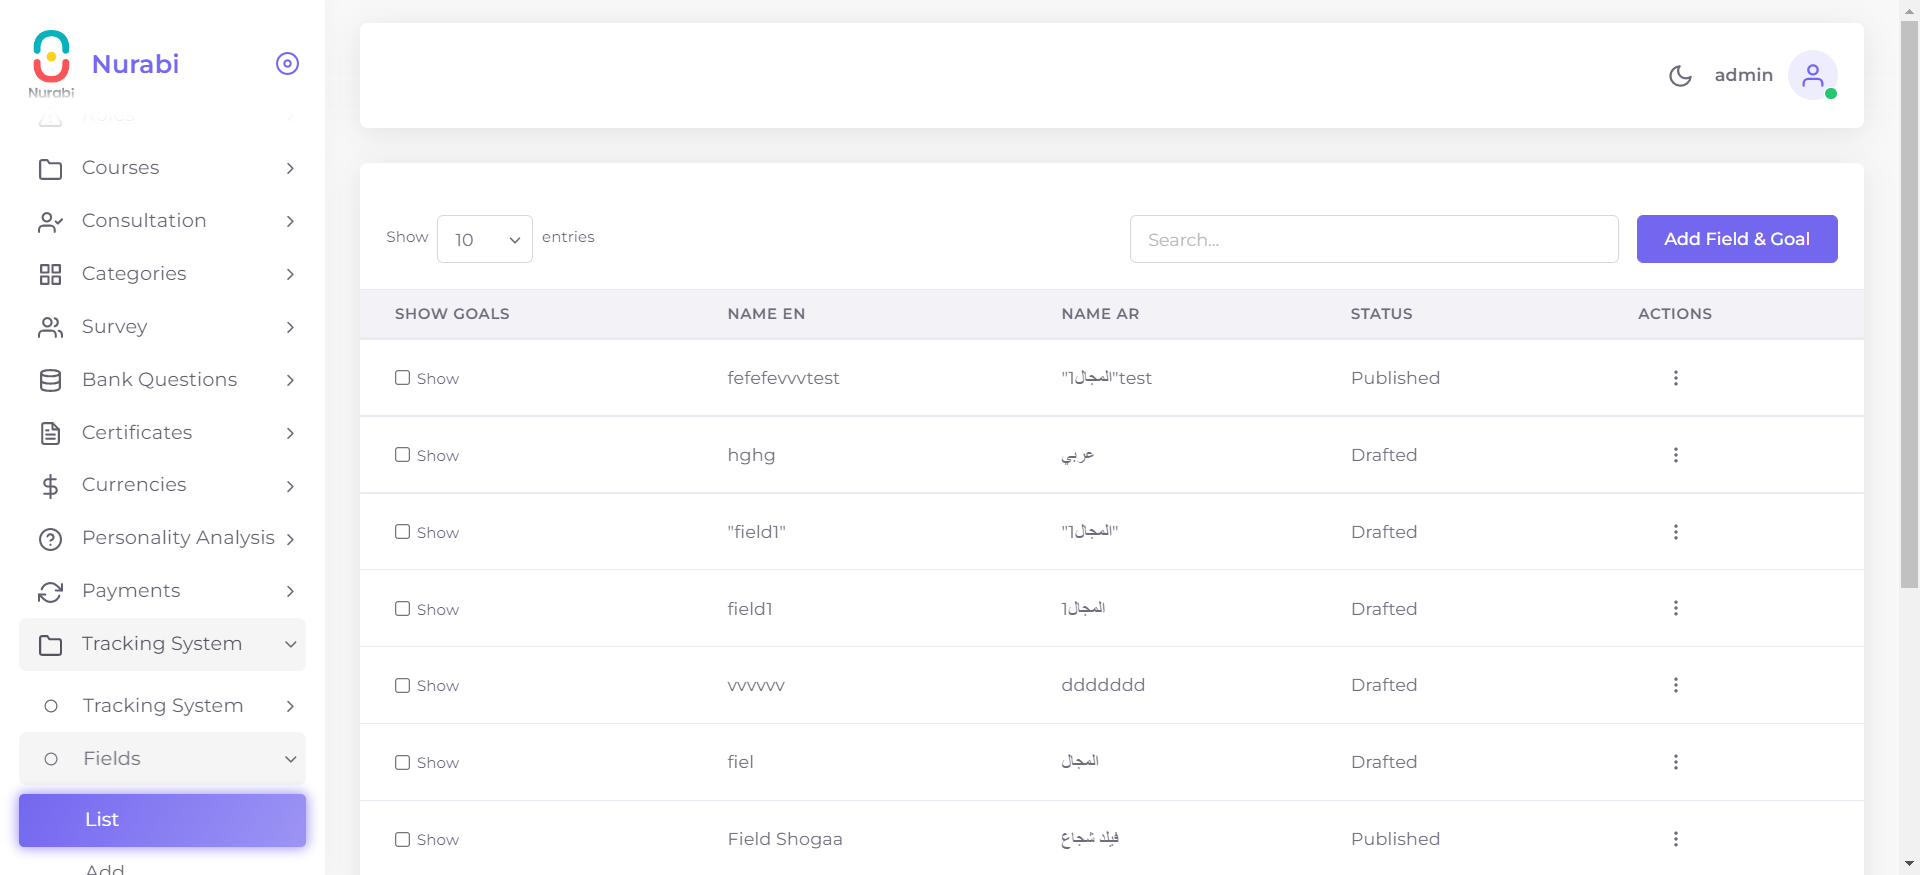 Nurabi
Nurabi
Roles
Courses
Consultation
Categories
Survey
Bank Questions
Certificates
Currencies
Personality Analysis
Payments
Tracking System
Tracking System
Fields
List
Add
admin
Show 10 entries
Search...
Add Field & Goal
SHOW GOALS NAME EN NAME AR STATUS ACTIONS
Show fefefevvvtest "المجال1"test Published
Show hghg عربي Drafted
Show "field1" "المجال1" Drafted
Show field1 المجال1 Drafted
Show vvvvvv ddddddd Drafted
Show fiel المجال Drafted
Show Field Shogaa فيلد شجاع Published